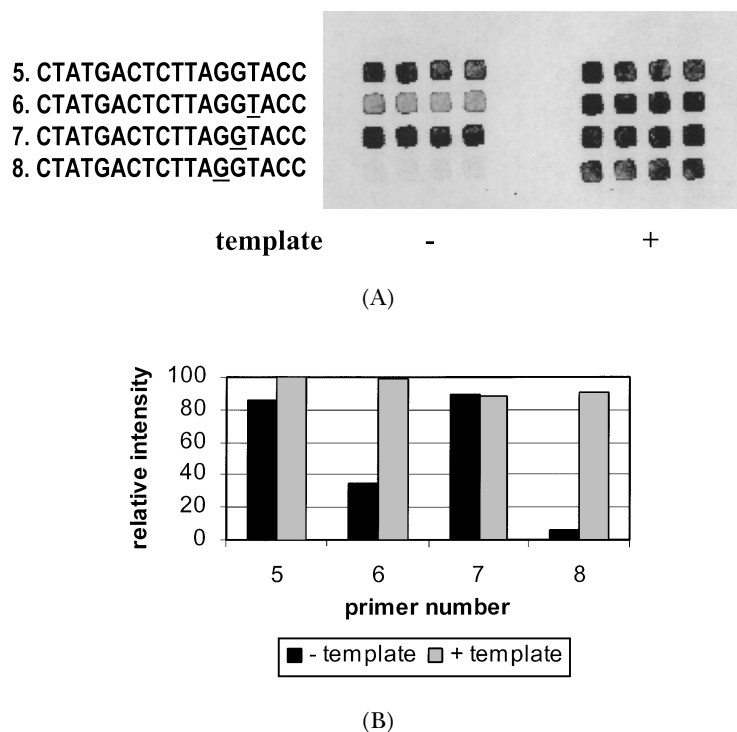 5. CTATGACTCTTAGGTACC
6. CTATGACTCTTAGGTACC
7. CTATGACTCTTAGGTACC
8. CTATGACTCTTAGGTACC
template - +
(A)
relative intensity
100
80
60
40
20
0
5 6 7 8
primer number
- template + template
(B)